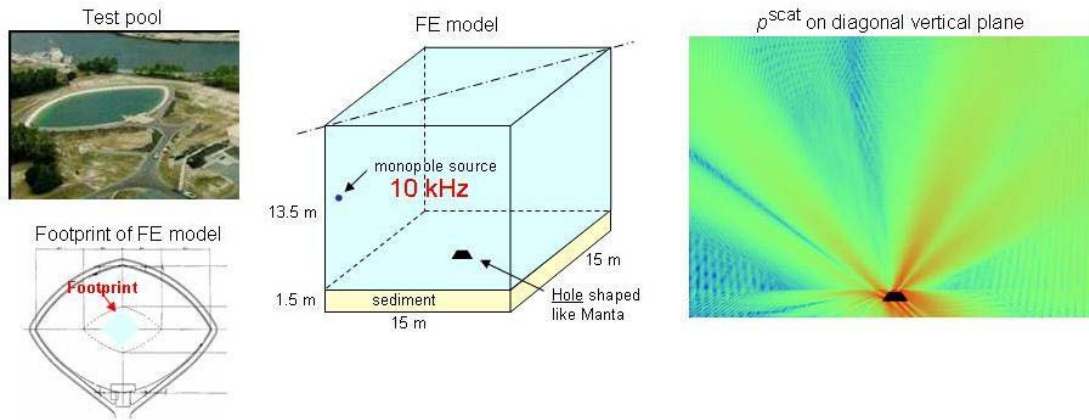 Test pool
FE model
p^scat on diagonal vertical plane
monopole source
10 kHz
13.5 m
Footprint of FE model
Footprint
1.5 m
sediment
15 m
15 m
Hole shaped
like Manta